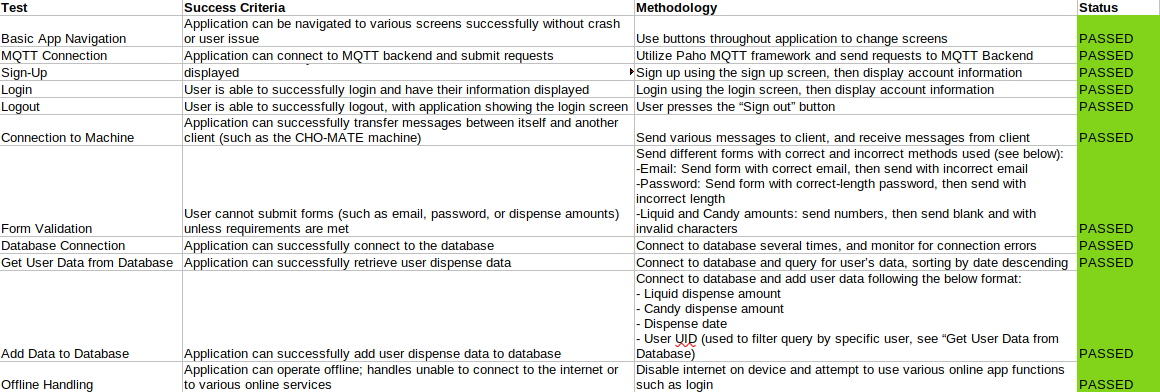 Test Success Criteria Methodology Status
Application can be navigated to various screens successfully without crash
Basic App Navigation or user issue Use buttons throughout application to change screens PASSED
MQTT Connection Application can connect to MQTT backend and submit requests Utilize Paho MQTT framework and send requests to MQTT Backend PASSED
Sign-Up displayed Sign up using the sign up screen, then display account information PASSED
Login User is able to successfully login and have their information displayed Login using the login screen, then display account information PASSED
Logout User is able to successfully logout, with application showing the login screen User presses the “Sign out” button PASSED
Application can successfully transfer messages between itself and another
Connection to Machine client (such as the CHO-MATE machine) Send various messages to client, and receive messages from client PASSED
Send different forms with correct and incorrect methods used (see below):
-Email: Send form with correct email, then send with incorrect email
-Password: Send form with correct-length password, then send with
incorrect length
User cannot submit forms (such as email, password, or dispense amounts) -Liquid and Candy amounts: send numbers, then send blank and with
Form Validation unless requirements are met invalid characters PASSED
Database Connection Application can successfully connect to the database Connect to database several times, and monitor for connection errors PASSED
Get User Data from Database Application can successfully retrieve user dispense data Connect to database and query for user's data, sorting by date descending PASSED
Connect to database and add user data following the below format:
- Liquid dispense amount
- Candy dispense amount
- Dispense date
- User UID (used to filter query by specific user, see “Get User Data from
Add Data to Database Application can successfully add user dispense data to database Database) PASSED
Application can operate offline; handles unable to connect to the internet or Disable internet on device and attempt to use various online app functions
Offline Handling to various online services such as login PASSED